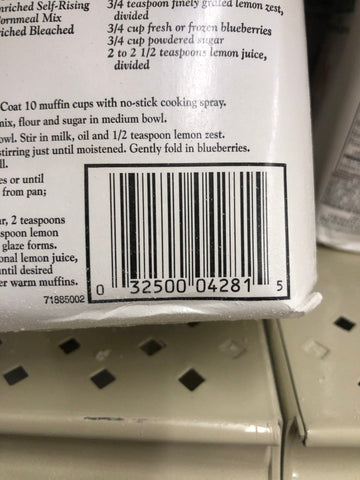 nriched Self-Rising
ornmeal Mix
riched Bleached
3/4 teaspoon finely grated lemon zest,
divided
3/4 cup fresh or frozen blueberries
3/4 cup powdered sugar
2 to 2 1/2 teaspoons lemon juice,
divided
Coat 10 muffin cups with no-stick cooking spray.
mix, flour and sugar in medium bowl.
owl. Stir in milk, oil and 1/2 teaspoon lemon zest.
stirring just until moistened. Gently fold in blueberries.
ll.
es or until
from pan;
ar, 2 teaspoons
spoon lemon
glaze forms.
onal lemon juice,
until desired
er warm muffins.
71885002
0 32500 04281 5